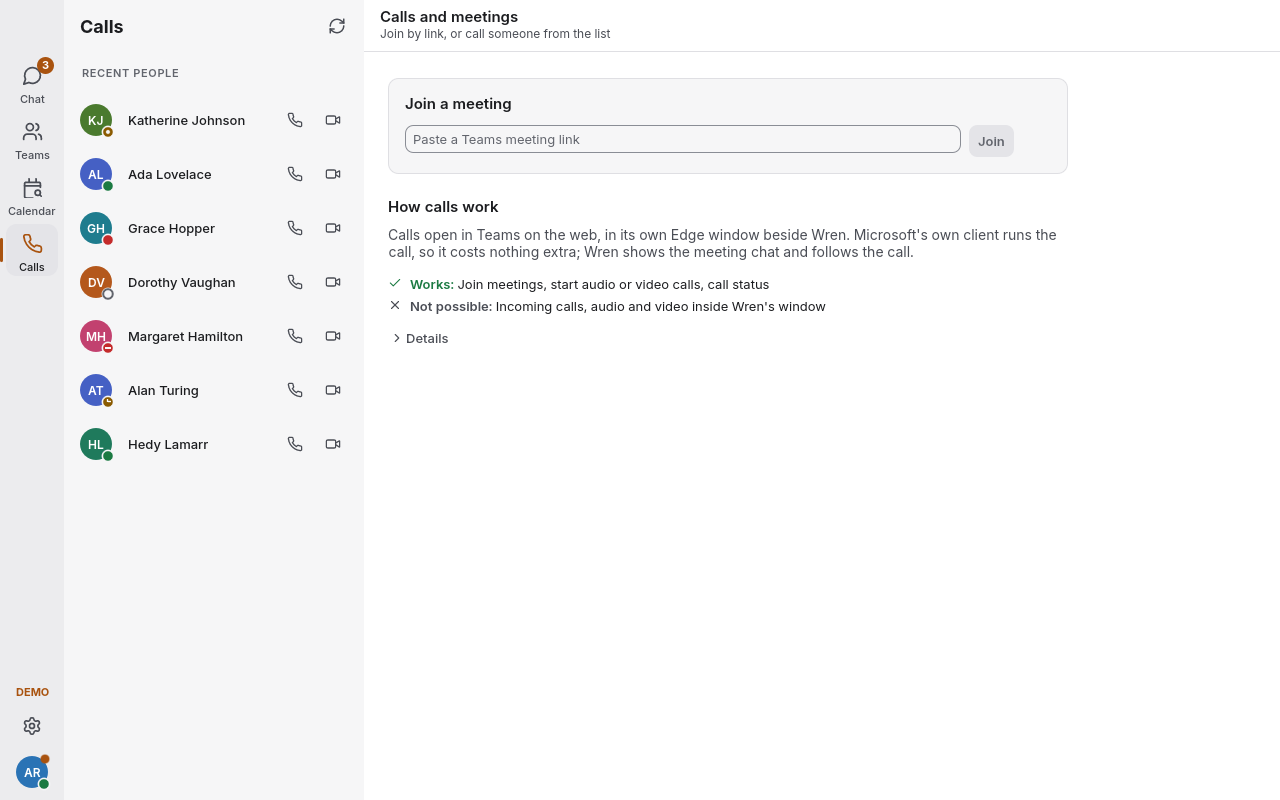 3
Chat
Teams
Calendar
Calls
DEMO
AR
Calls
RECENT PEOPLE
KJ
Katherine Johnson
AL
Ada Lovelace
GH
Grace Hopper
DV
Dorothy Vaughan
MH
Margaret Hamilton
AT
Alan Turing
HL
Hedy Lamarr
Calls and meetings
Join by link, or call someone from the list
Join a meeting
Paste a Teams meeting link
Join
How calls work
Calls open in Teams on the web, in its own Edge window beside Wren. Microsoft's own client runs the
call, so it costs nothing extra; Wren shows the meeting chat and follows the call.
Works: Join meetings, start audio or video calls, call status
Not possible: Incoming calls, audio and video inside Wren's window
Details